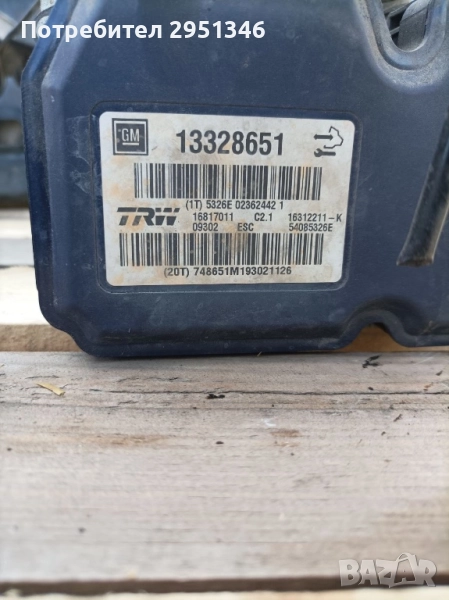 Потребител 2951346
GM 13328651
(1T) 5326E 02362442 1
TRW 16817011 C2.1 16312211-K
09302 ESC 54085326E
(20T) 748651M193021126
BAZAR.BG